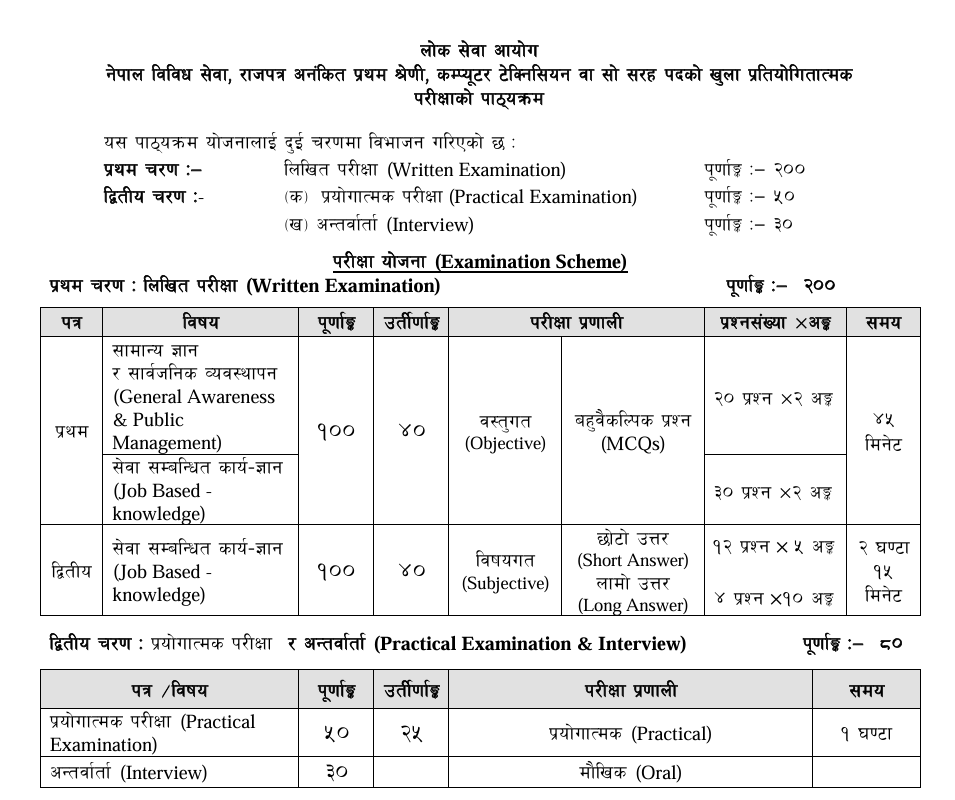 लोक सेवा आयोग
नेपाल विविध सेवा, राजपत्र अनंकित प्रथम श्रेणी, कम्प्यूटर टेक्निसियन वा सो सरह पदको खुला प्रतियोगितात्मक
परीक्षाको पाठ्यक्रम
यस पाठ्यक्रम योजनालाई दुई चरणमा विभाजन गरिएको छ :
प्रथम चरण :– लिखित परीक्षा (Written Examination) पूर्णाङ्क :– २००
द्वितीय चरण :- (क) प्रयोगात्मक परीक्षा (Practical Examination) पूर्णाङ्क :– ५०
(ख) अन्तर्वार्ता (Interview) पूर्णाङ्क :– ३०
परीक्षा योजना (Examination Scheme)
प्रथम चरण : लिखित परीक्षा (Written Examination) पूर्णाङ्क :– २००
पत्र विषय पूर्णाङ्क उर्तीर्णाङ्क परीक्षा प्रणाली प्रश्नसंख्या ×अङ्क समय
प्रथम
सामान्य ज्ञान
र सार्वजनिक व्यवस्थापन
(General Awareness
& Public
Management)
सेवा सम्बन्धित कार्य-ज्ञान
(Job Based -
knowledge)
१००
४०
वस्तुगत
(Objective)
बहुवैकल्पिक प्रश्न
(MCQs)
२० प्रश्न ×२ अङ्क
३० प्रश्न ×२ अङ्क
४५
मिनेट
द्वितीय
सेवा सम्बन्धित कार्य-ज्ञान
(Job Based -
knowledge)
१००
४०
विषयगत
(Subjective)
छोटो उत्तर
(Short Answer)
लामो उत्तर
(Long Answer)
१२ प्रश्न × ५ अङ्क
४ प्रश्न ×१० अङ्क
२ घण्टा
१५
मिनेट
द्वितीय चरण : प्रयोगात्मक परीक्षा र अन्तर्वार्ता (Practical Examination & Interview) पूर्णाङ्क :– ८०
पत्र /विषय पूर्णाङ्क उर्तीर्णाङ्क परीक्षा प्रणाली समय
प्रयोगात्मक परीक्षा (Practical
Examination)
५० २५ प्रयोगात्मक (Practical) १ घण्टा
अन्तर्वार्ता (Interview) ३० मौखिक (Oral)